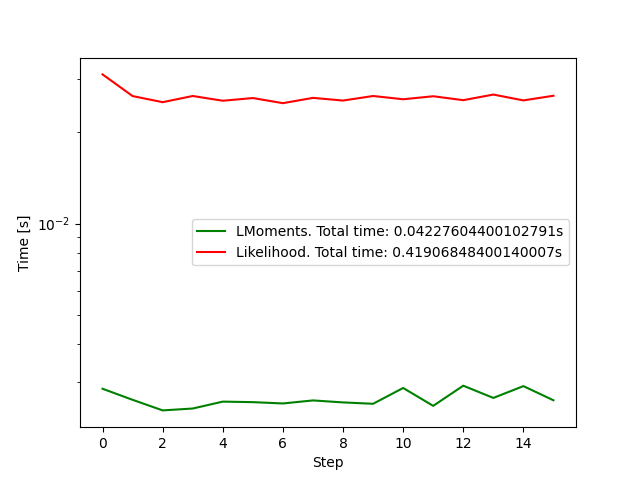 Time [s]
10⁻²
LMoments. Total time: 0.04227604400102791s
Likelihood. Total time: 0.41906848400140007s
0 2 4 6 8 10 12 14
Step